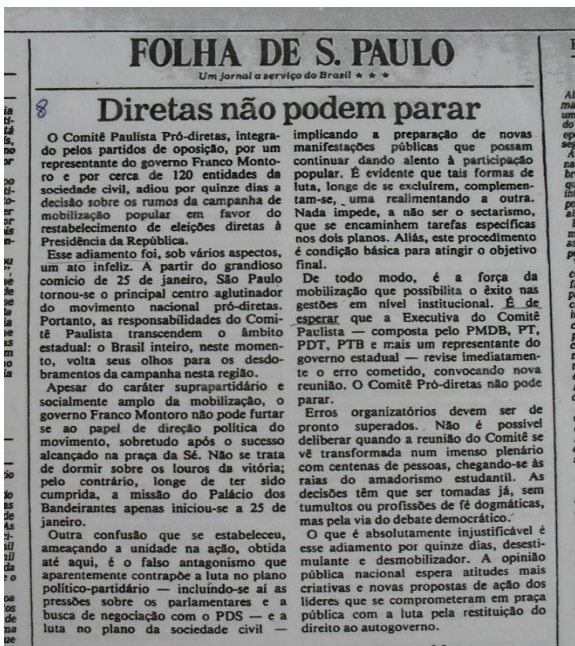 FOLHA DE S. PAULO
Um jornal a serviço do Brasil ★ ★ ★
8
Diretas não podem parar
O Comitê Paulista Pró-diretas, integra-
do pelos partidos de oposição, por um
representante do governo Franco Monto-
ro e por cerca de 120 entidades da
sociedade civil, adiou por quinze dias a
decisão sobre os rumos da campanha de
mobilização popular em favor do
restabelecimento de eleições diretas à
Presidência da República.
Esse adiamento foi, sob vários aspectos,
um ato infeliz. A partir do grandioso
comício de 25 de janeiro, São Paulo
tornou-se o principal centro aglutinador
do movimento nacional pró-diretas.
Portanto, as responsabilidades do Comi-
tê Paulista transcendem o âmbito
estadual: o Brasil inteiro, neste momen-
to, volta seus olhos para os desdo-
bramentos da campanha nesta região.
Apesar do caráter suprapartidário e
socialmente amplo da mobilização, o
governo Franco Montoro não pode furtar
se ao papel de direção política do
movimento, sobretudo após o sucesso
alcançado na praça da Sé. Não se trata
de dormir sobre os louros da vitória;
pelo contrário, longe de ter sido
cumprida, a missão do Palácio dos
Bandeirantes apenas iniciou-se a 25 de
janeiro.
Outra confusão que se estabeleceu,
ameaçando a unidade na ação, obtida
até aqui, é o falso antagonismo que
aparentemente contrapõe a luta no plano
político-partidário — incluíndo-se aí as
pressões sobre os parlamentares e a
busca de negociação com o PDS — e a
luta no plano da sociedade civil —
implicando a preparação de novas
manifestações públicas que possam
continuar dando alento à participação
popular. É evidente que tais formas de
luta, longe de se excluírem, complemen-
tam-se, uma realimentando a outra.
Nada impede, a não ser o sectarismo,
que se encaminhem tarefas específicas
nos dois planos. Aliás, este procedimento
é condição básica para atingir o objetivo
final.
De todo modo, é a força da
mobilização que possibilita o êxito nas
gestões em nível institucional. É de
esperar que a Executiva do Comitê
Paulista — composta pelo PMDB, PT,
PDT, PTB e mais um representante do
governo estadual — revise imediatamen-
te o erro cometido, convocando nova
reunião. O Comitê Pró-diretas não pode
parar.
Erros organizatórios devem ser de
pronto superados. Não é possível
deliberar quando a reunião do Comitê se
vê transformada num imenso plenário
com centenas de pessoas, chegando-se às
raias do amadorismo estudantil. As
decisões têm que ser tomadas já, sem
tumultos ou profissões de fé dogmáticas,
mas pela via do debate democrático.
O que é absolutamente injustificável é
esse adiamento por quinze dias, desesti-
mulante e desmobilizador. A opinião
pública nacional espera atitudes mais
criativas e novas propostas de ação dos
líderes que se comprometeram em praça
pública com a luta pela restituição do
direito ao autogoverno.